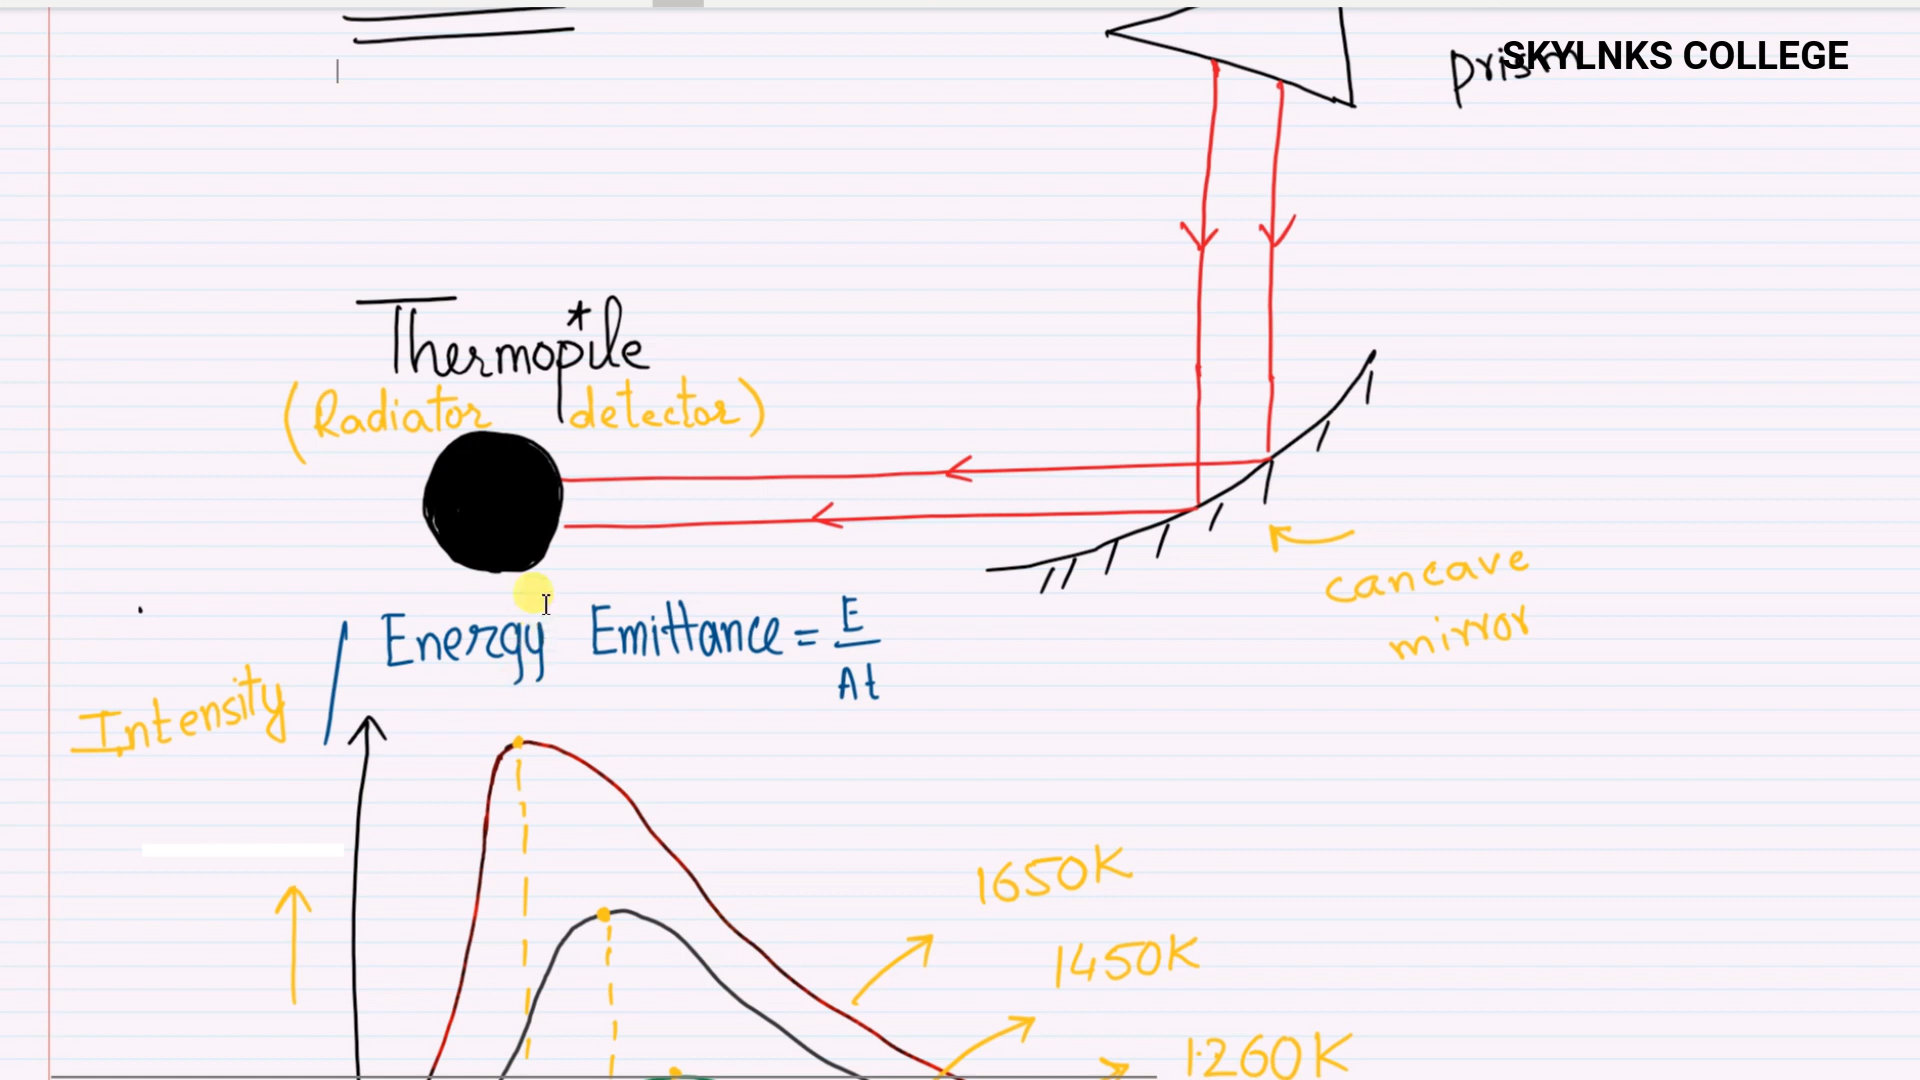 SKYLNKS COLLEGE
prism
Thermopile*
(Radiator detector)
cancave
mirror
Energy Emittance = E/At
Intensity /
1650K
1450K
1260K